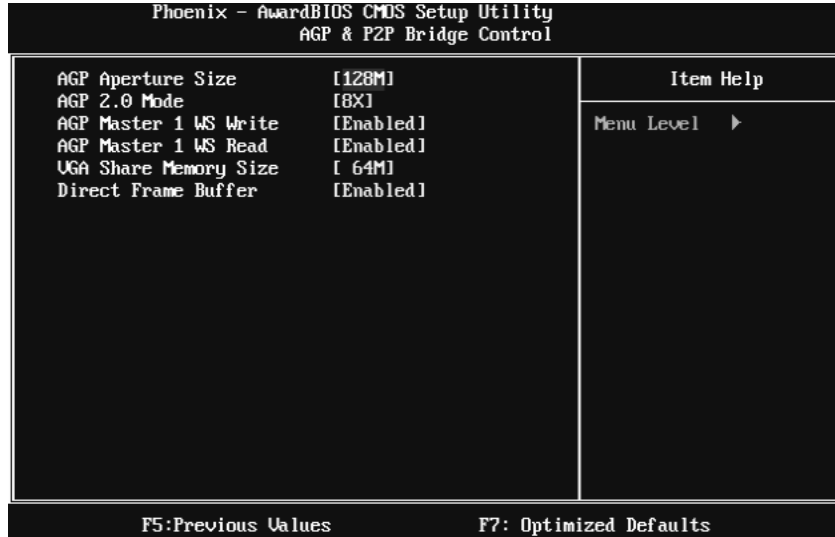 Phoenix - AwardBIOS CMOS Setup Utility
AGP & P2P Bridge Control
AGP Aperture Size [128M]
AGP 2.0 Mode [8X]
AGP Master 1 WS Write [Enabled]
AGP Master 1 WS Read [Enabled]
VGA Share Memory Size [ 64M]
Direct Frame Buffer [Enabled]
Item Help
Menu Level
F5:Previous Values F7: Optimized Defaults